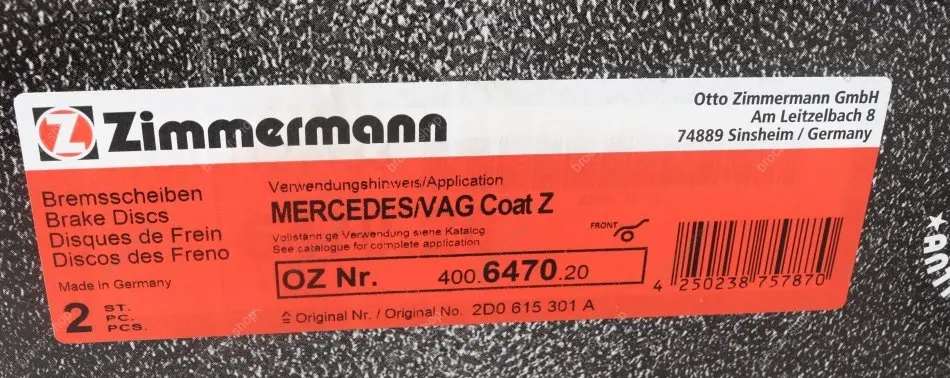 Zimmermann
Otto Zimmermann GmbH
Am Leitzelbach 8
74889 Sinsheim / Germany
Bremsscheiben
Brake Discs
Disques de Frein
Discos des Freno
Made in Germany
2 ST.
PC.
PCS.
Verwendungshinweis/Application
MERCEDES/VAG Coat Z
Vollständige Verwendung siehe Katalog
See catalogue for complete application
FRONT
OZ Nr. 400.6470.20
≙ Original Nr. / Original No. 2D0 615 301 A
4 250238 757870